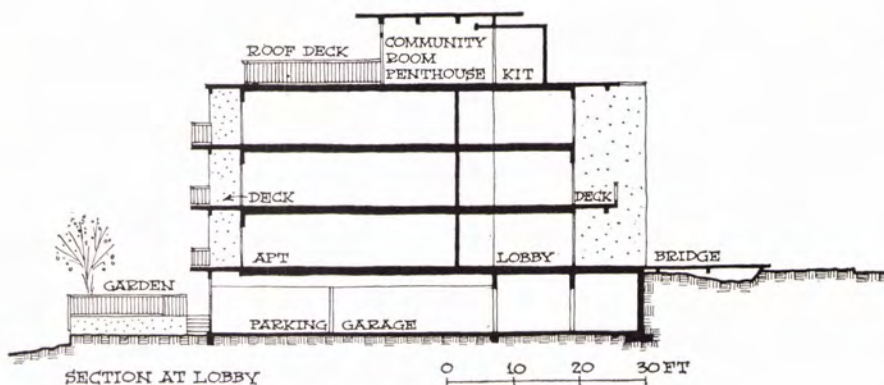 ROOF DECK
COMMUNITY
ROOM
PENTHOUSE
KIT
DECK
DECK
APT
LOBBY
BRIDGE
GARDEN
PARKING GARAGE
SECTION AT LOBBY
0 10 20 30 FT